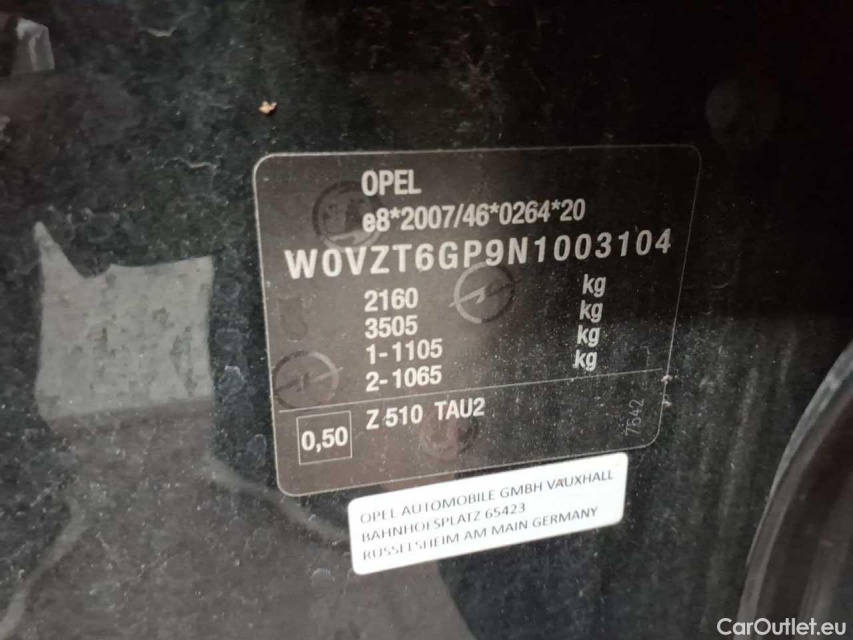 OPEL
e8*2007/46*0264*20
W0VZT6GP9N1003104
2160 kg
3505 kg
1-1105 kg
2-1065 kg
0,50 Z 510 TAU2
7642
OPEL AUTOMOBILE GMBH VAUXHALL
BAHNHOFSPLATZ 65423
RUSSELSHEIM AM MAIN GERMANY
CarOutlet.eu